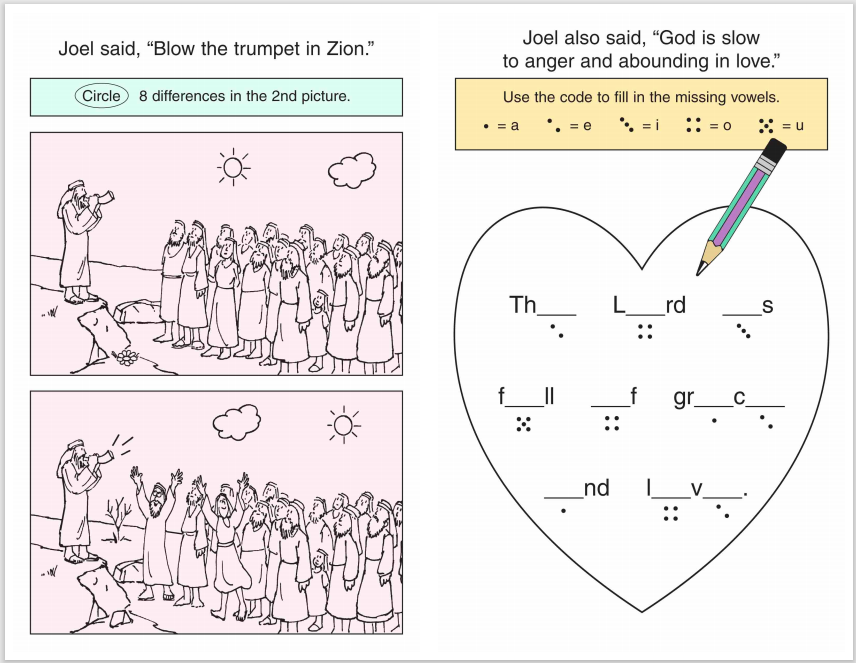 Joel said, “Blow the trumpet in Zion.”
Circle 8 differences in the 2nd picture.
Joel also said, “God is slow
to anger and abounding in love.”
Use the code to fill in the missing vowels.
= a = e = i = o = u
Th___ L___rd ___s
f___ll ___f gr___c___
___nd l___v___.